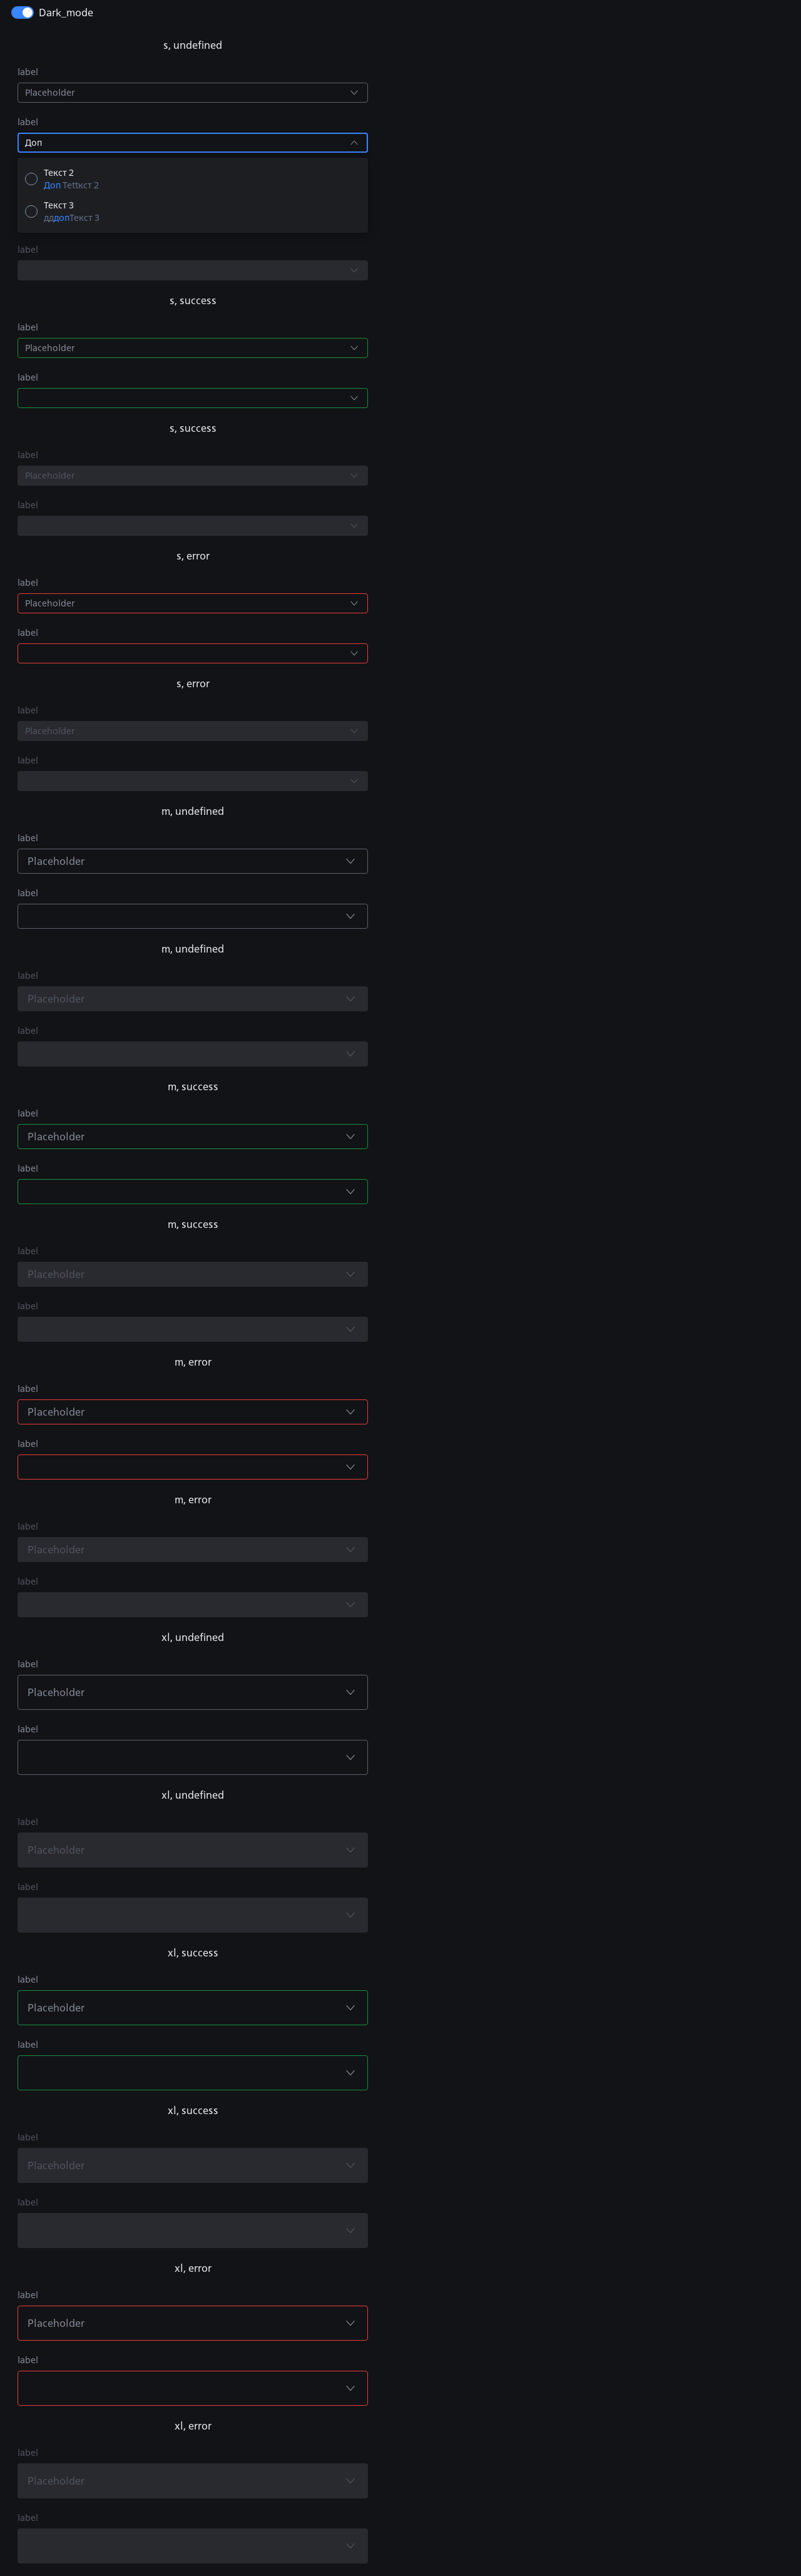 Dark_mode
s, undefined
label
Placeholder
label
Доп
Текст 2
Доп Tettкст 2
Текст 3
дддопТекст 3
label
s, success
label
Placeholder
label
s, success
label
Placeholder
label
s, error
label
Placeholder
label
s, error
label
Placeholder
label
m, undefined
label
Placeholder
label
m, undefined
label
Placeholder
label
m, success
label
Placeholder
label
m, success
label
Placeholder
label
m, error
label
Placeholder
label
m, error
label
Placeholder
label
xl, undefined
label
Placeholder
label
xl, undefined
label
Placeholder
label
xl, success
label
Placeholder
label
xl, success
label
Placeholder
label
xl, error
label
Placeholder
label
xl, error
label
Placeholder
label